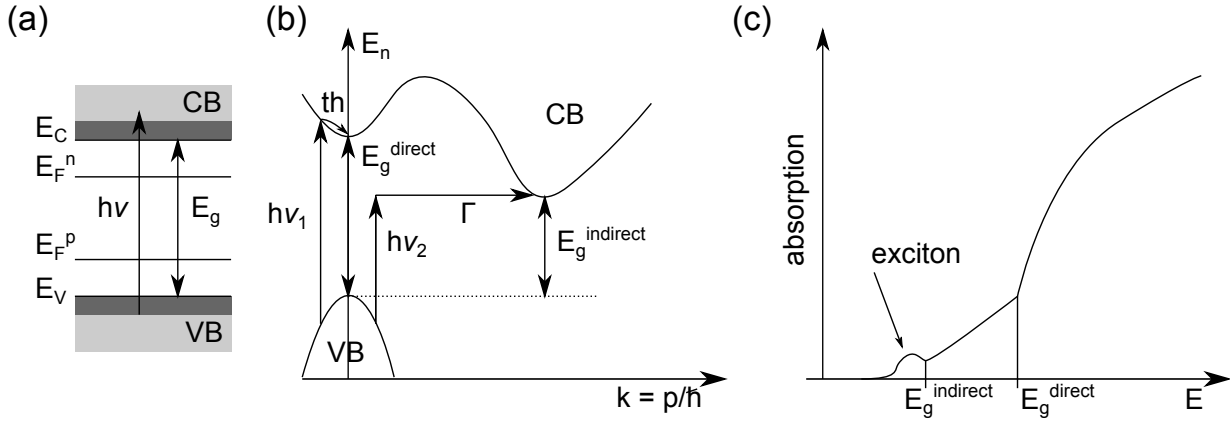 (a)
CB
E_C
E_F^n
hν
E_g
E_F^p
E_V
VB
(b)
E_n
th
CB
E_g^direct
hν_1
Γ
hν_2
E_g^indirect
VB
k = p/ħ
(c)
absorption
exciton
E_g^indirect
E_g^direct
E